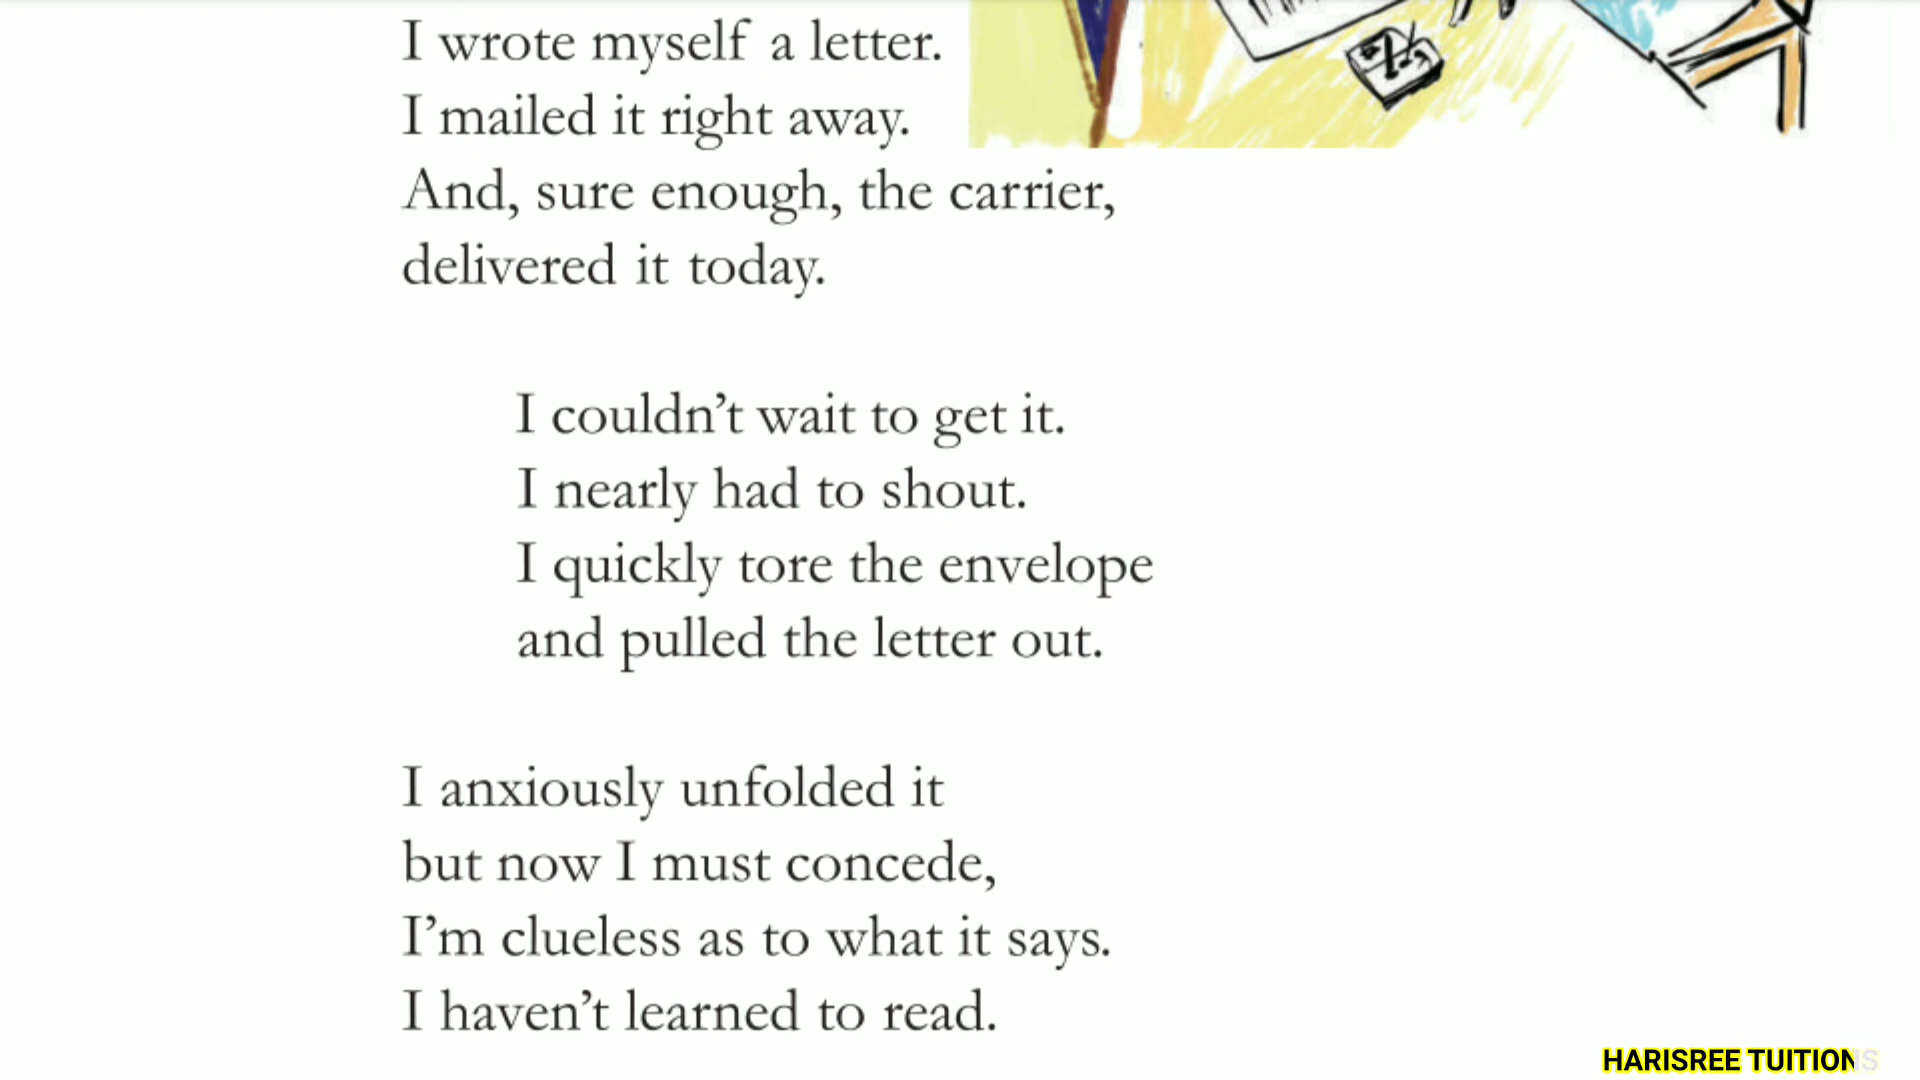 I wrote myself a letter.
I mailed it right away.
And, sure enough, the carrier,
delivered it today.
I couldn’t wait to get it.
I nearly had to shout.
I quickly tore the envelope
and pulled the letter out.
I anxiously unfolded it
but now I must concede,
I’m clueless as to what it says.
I haven’t learned to read.
HARISREE TUITIONS